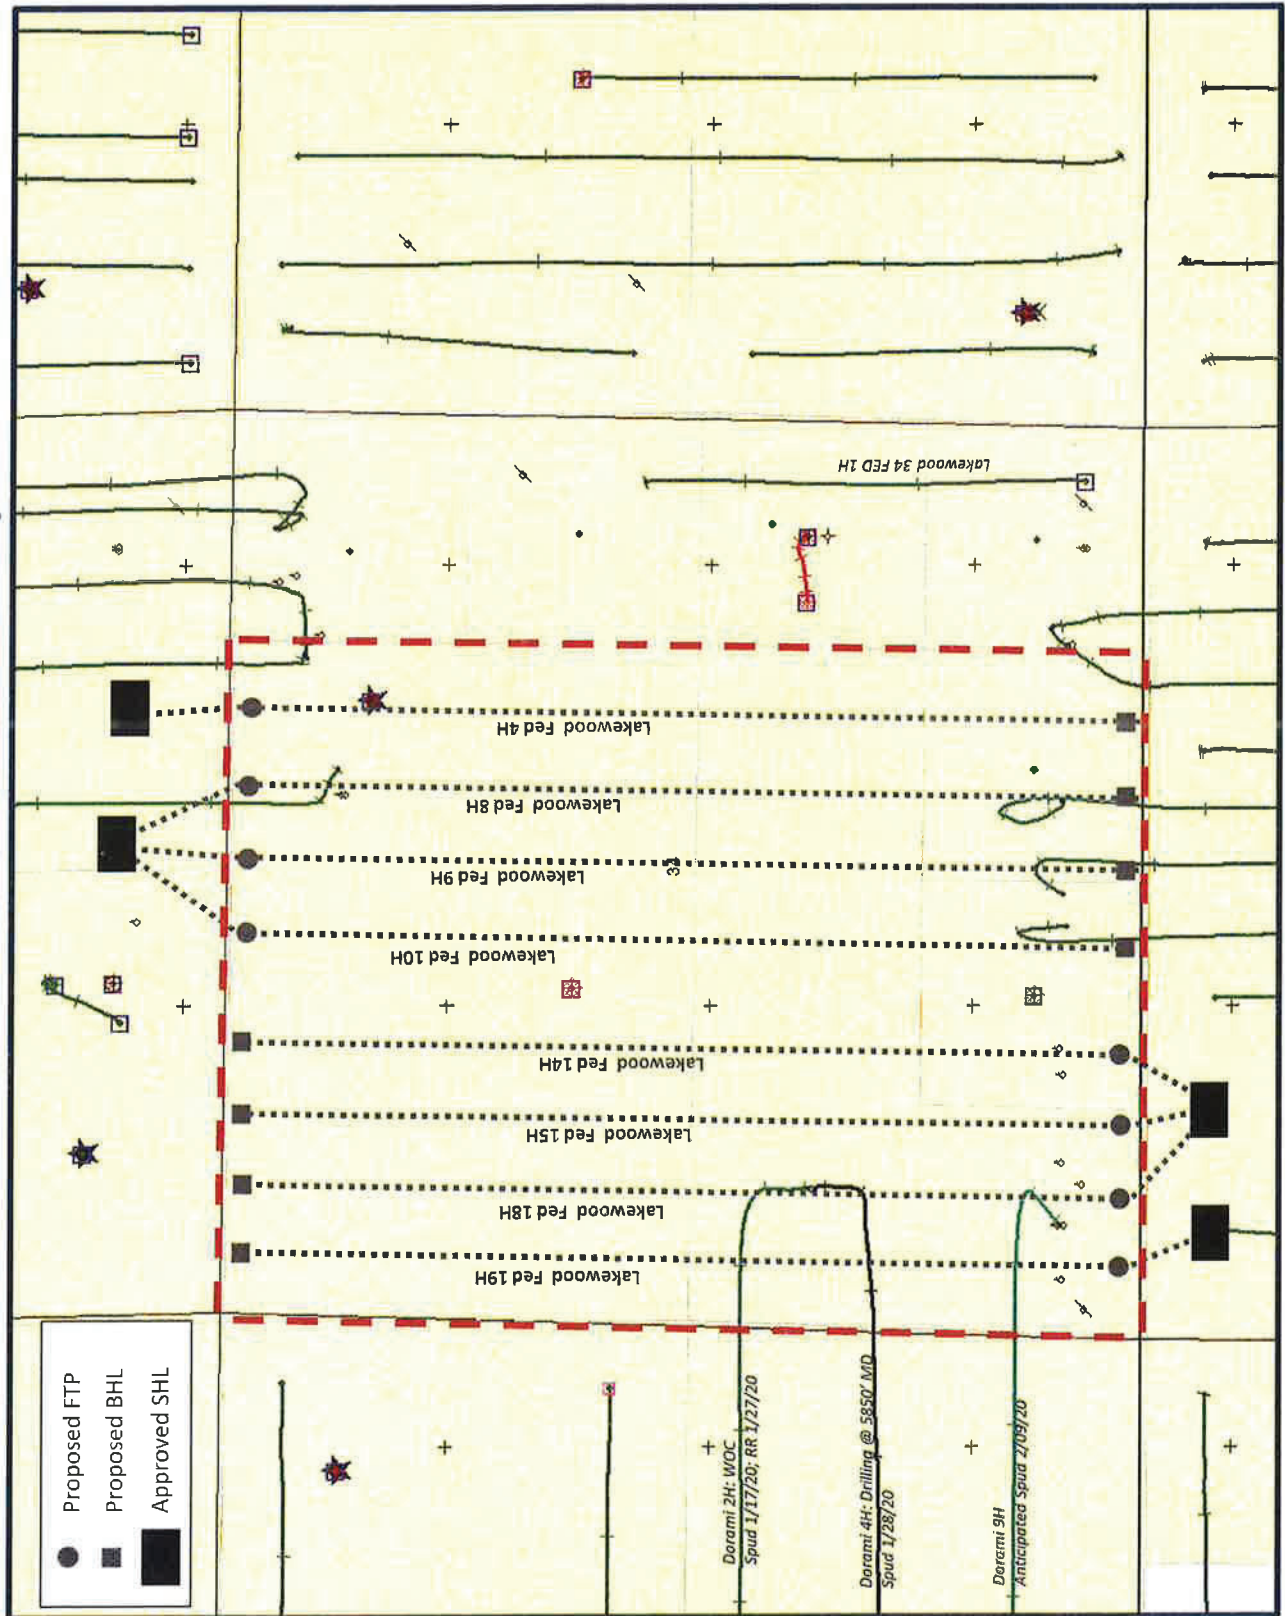 Lakewood 34 FED 1H
Lakewood Fed 4H
Lakewood Fed 8H
Lakewood Fed 9H
Lakewood Fed 10H
Lakewood Fed 14H
Lakewood Fed 15H
Lakewood Fed 18H
Lakewood Fed 19H
Proposed FTP
Proposed BHL
Approved SHL
Dorami 2H: WOC
Spud 1/17/20; RR 1/27/20
Dorami 4H: Drilling @ 5850' MD
Spud 1/28/20
Dorami 9H
Anticipated Spud 2/09/20